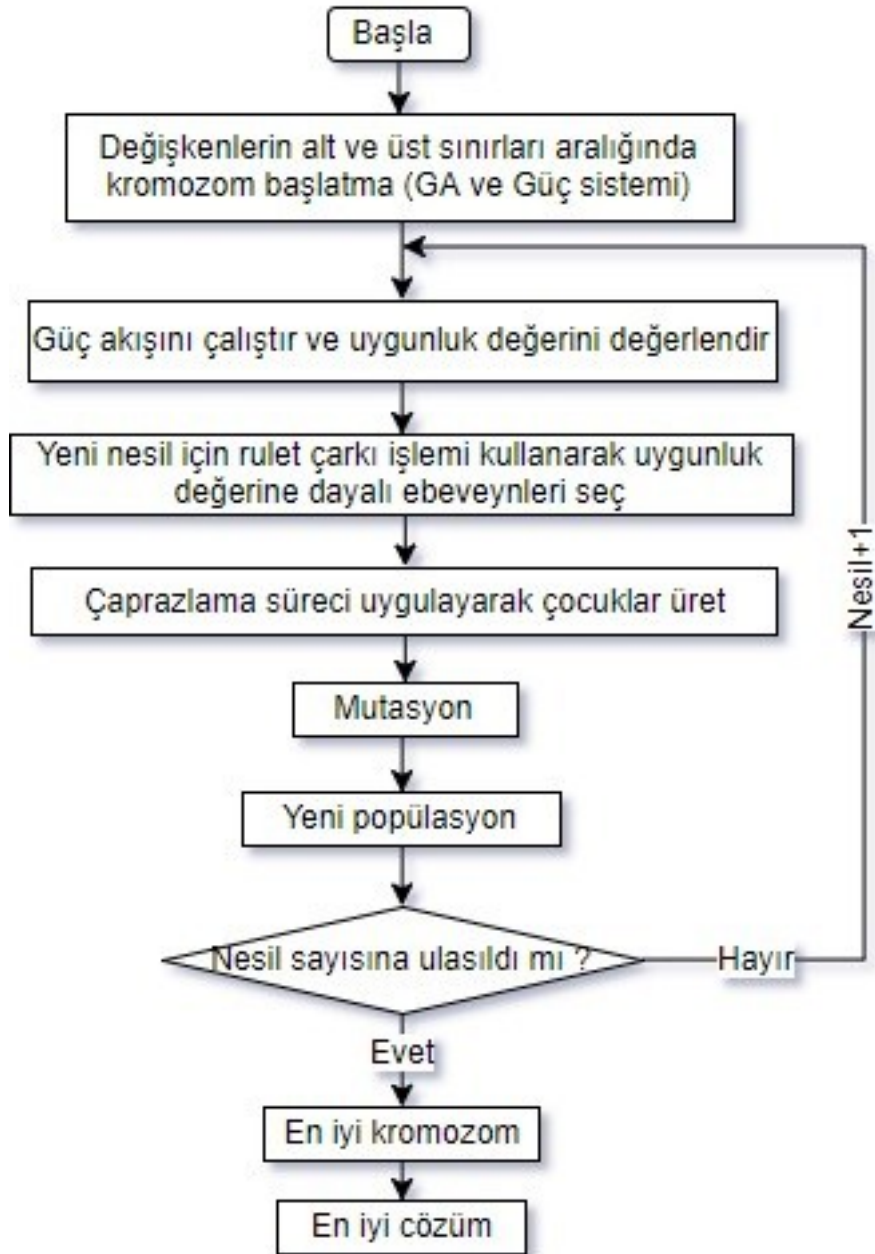 Başla
Değişkenlerin alt ve üst sınırları aralığında
kromozom başlatma (GA ve Güç sistemi)
Güç akışını çalıştır ve uygunluk değerini değerlendir
Yeni nesil için rulet çarkı işlemi kullanarak uygunluk
değerine dayalı ebeveynleri seç
Çaprazlama süreci uygulayarak çocuklar üret
Mutasyon
Yeni popülasyon
Nesil sayısına ulasıldı mı ?
Hayır
Nesil+1
Evet
En iyi kromozom
En iyi cözüm